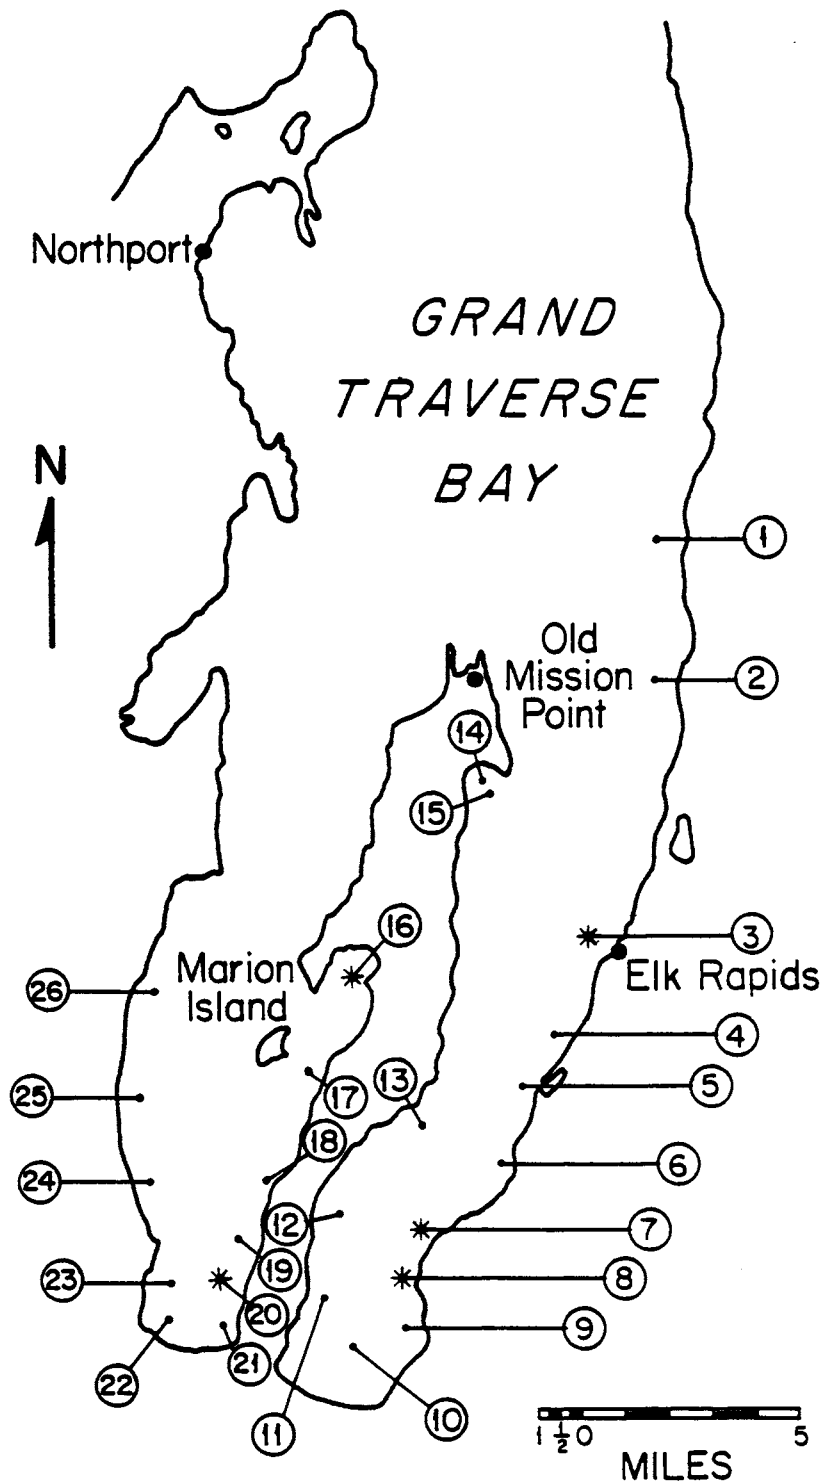 Northport
GRAND
TRAVERSE
BAY
N
1
Old
Mission
Point
2
14
15
16
3
Marion
Island
Elk Rapids
26
4
13
5
25
17
18
6
24
12
7
19
23
8
20
9
21
22
11
10
1 ½ 0 5
MILES